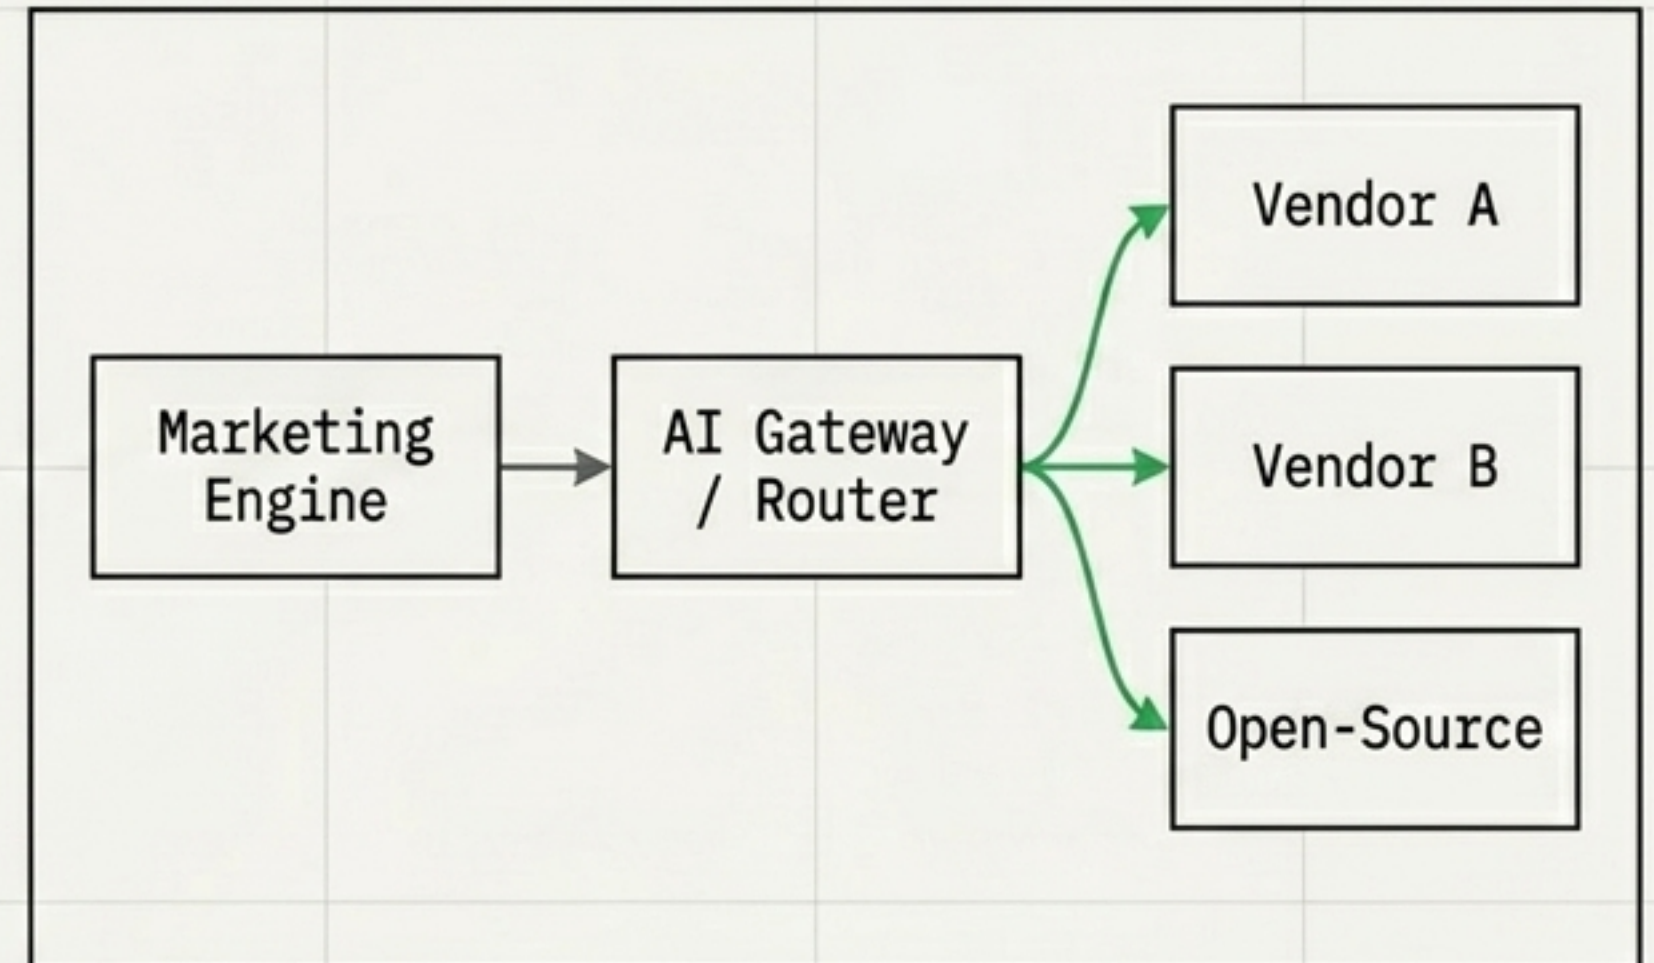 Marketing
Engine
AI Gateway
/ Router
Vendor A
Vendor B
Open-Source